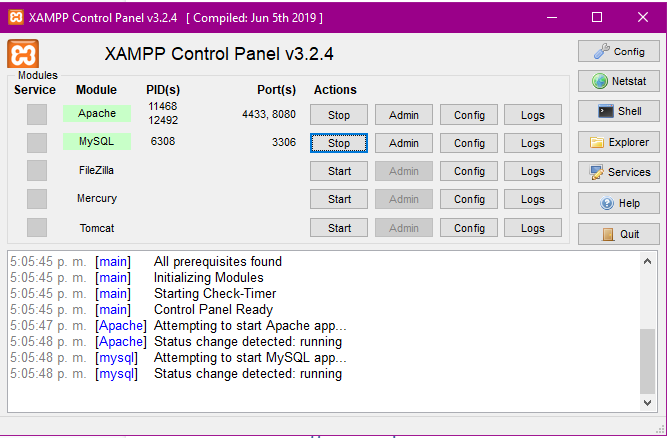 XAMPP Control Panel v3.2.4 [ Compiled: Jun 5th 2019 ]
XAMPP Control Panel v3.2.4
Config
Modules
Service Module PID(s) Port(s) Actions
Netstat
Apache 11468 12492 4433, 8080 Stop Admin Config Logs
Shell
MySQL 6308 3306 Stop Admin Config Logs
Explorer
FileZilla Start Admin Config Logs
Services
Mercury Start Admin Config Logs
Help
Tomcat Start Admin Config Logs
Quit
5:05:45 p. m. [main] All prerequisites found
5:05:45 p. m. [main] Initializing Modules
5:05:45 p. m. [main] Starting Check-Timer
5:05:45 p. m. [main] Control Panel Ready
5:05:47 p. m. [Apache] Attempting to start Apache app...
5:05:48 p. m. [Apache] Status change detected: running
5:05:48 p. m. [mysql] Attempting to start MySQL app...
5:05:48 p. m. [mysql] Status change detected: running